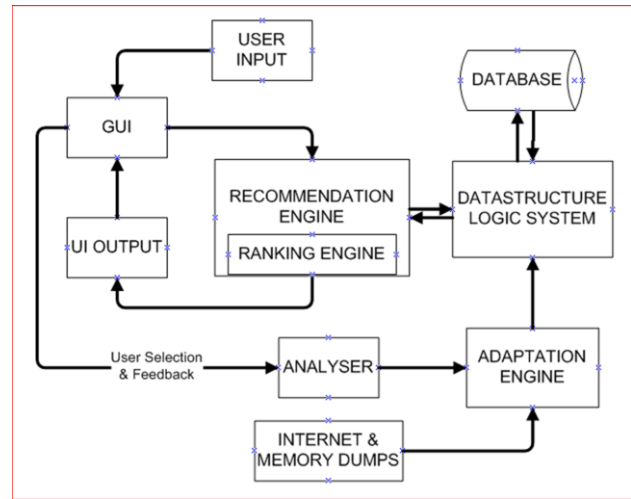 USER
INPUT
DATABASE
GUI
RECOMMENDATION
ENGINE
DATASTRUCTURE
LOGIC SYSTEM
UI OUTPUT
RANKING ENGINE
User Selection
& Feedback
ANALYSER
ADAPTATION
ENGINE
INTERNET &
MEMORY DUMPS